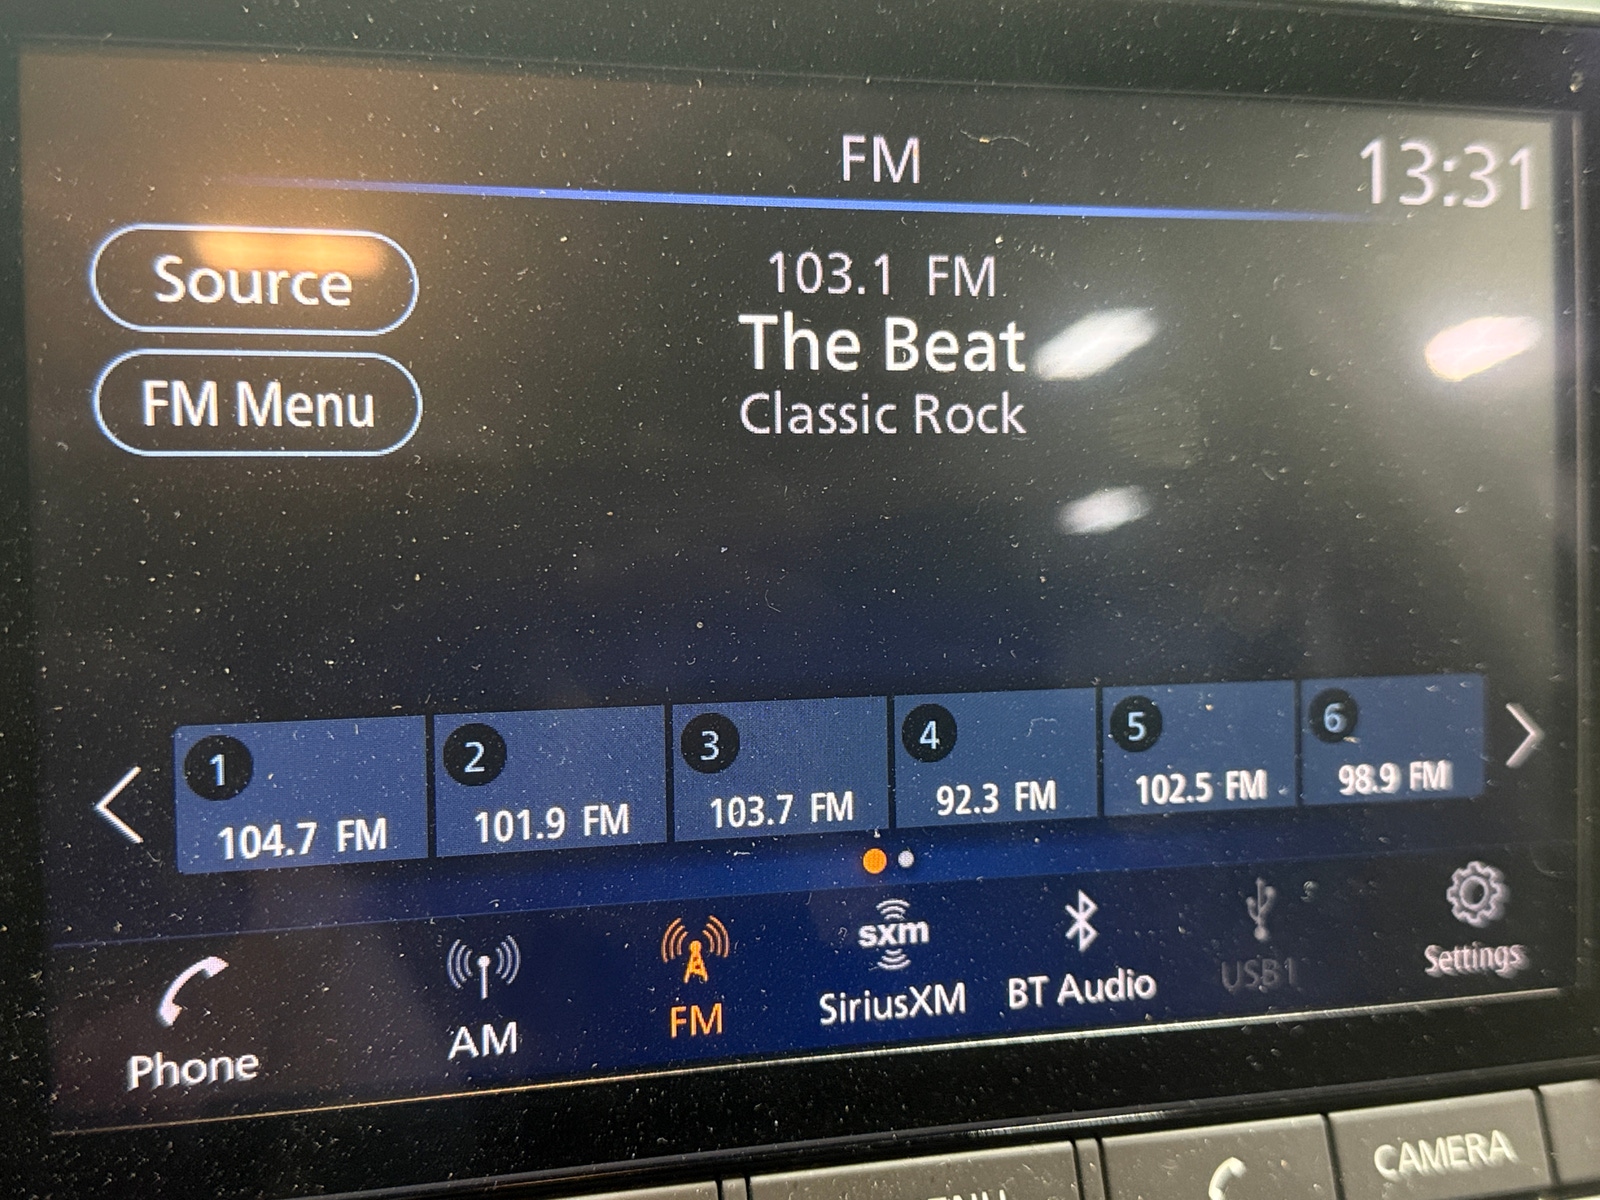 FM
13:31
Source
FM Menu
103.1 FM
The Beat
Classic Rock
1
104.7 FM
2
101.9 FM
3
103.7 FM
4
92.3 FM
5
102.5 FM
6
98.9 FM
Phone
AM
FM
sxm
SiriusXM
BT Audio
USB1
Settings
CAMERA